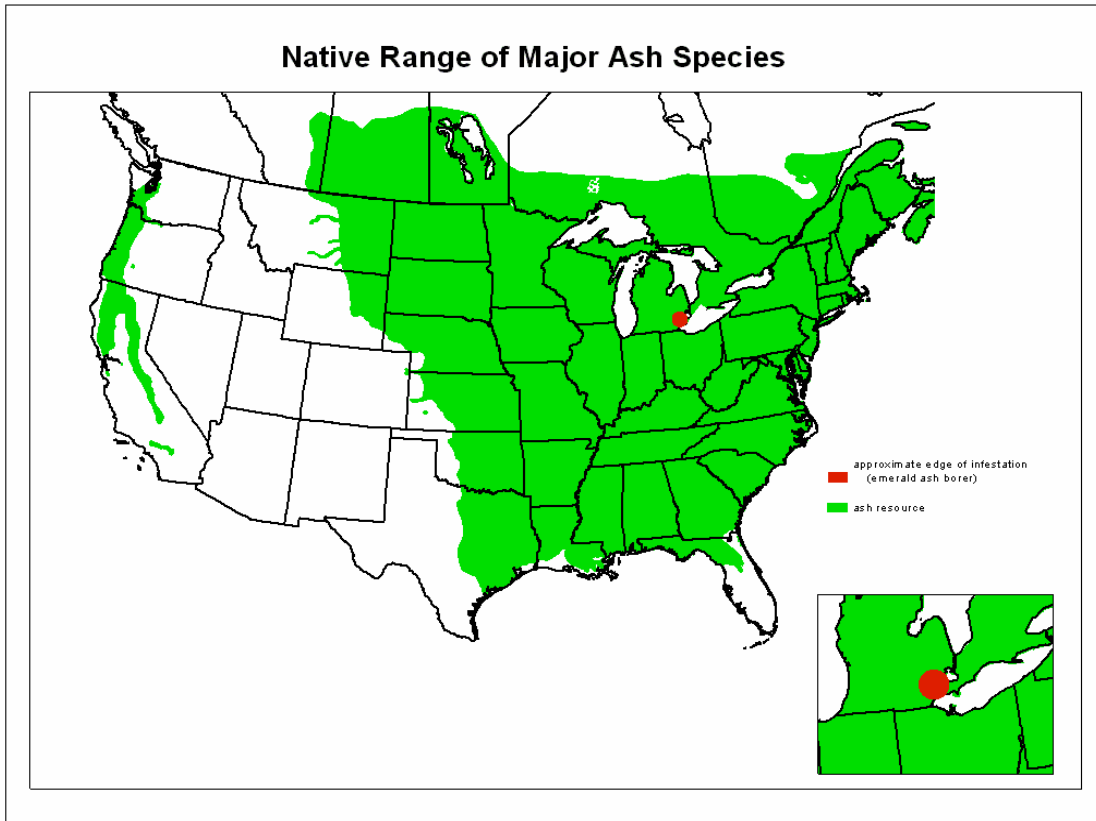 Native Range of Major Ash Species
approximate edge of infestation
(emerald ash borer)
ash resource